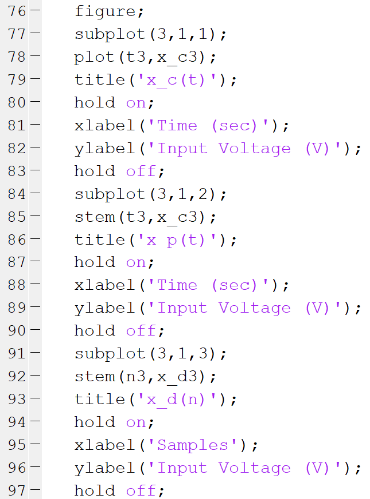 76 – figure;
77 – subplot(3,1,1);
78 – plot(t3,x_c3);
79 – title('x_c(t)');
80 – hold on;
81 – xlabel('Time (sec)');
82 – ylabel('Input Voltage (V)');
83 – hold off;
84 – subplot(3,1,2);
85 – stem(t3,x_c3);
86 – title('x p(t)');
87 – hold on;
88 – xlabel('Time (sec)');
89 – ylabel('Input Voltage (V)');
90 – hold off;
91 – subplot(3,1,3);
92 – stem(n3,x_d3);
93 – title('x_d(n)');
94 – hold on;
95 – xlabel('Samples');
96 – ylabel('Input Voltage (V)');
97 – hold off;